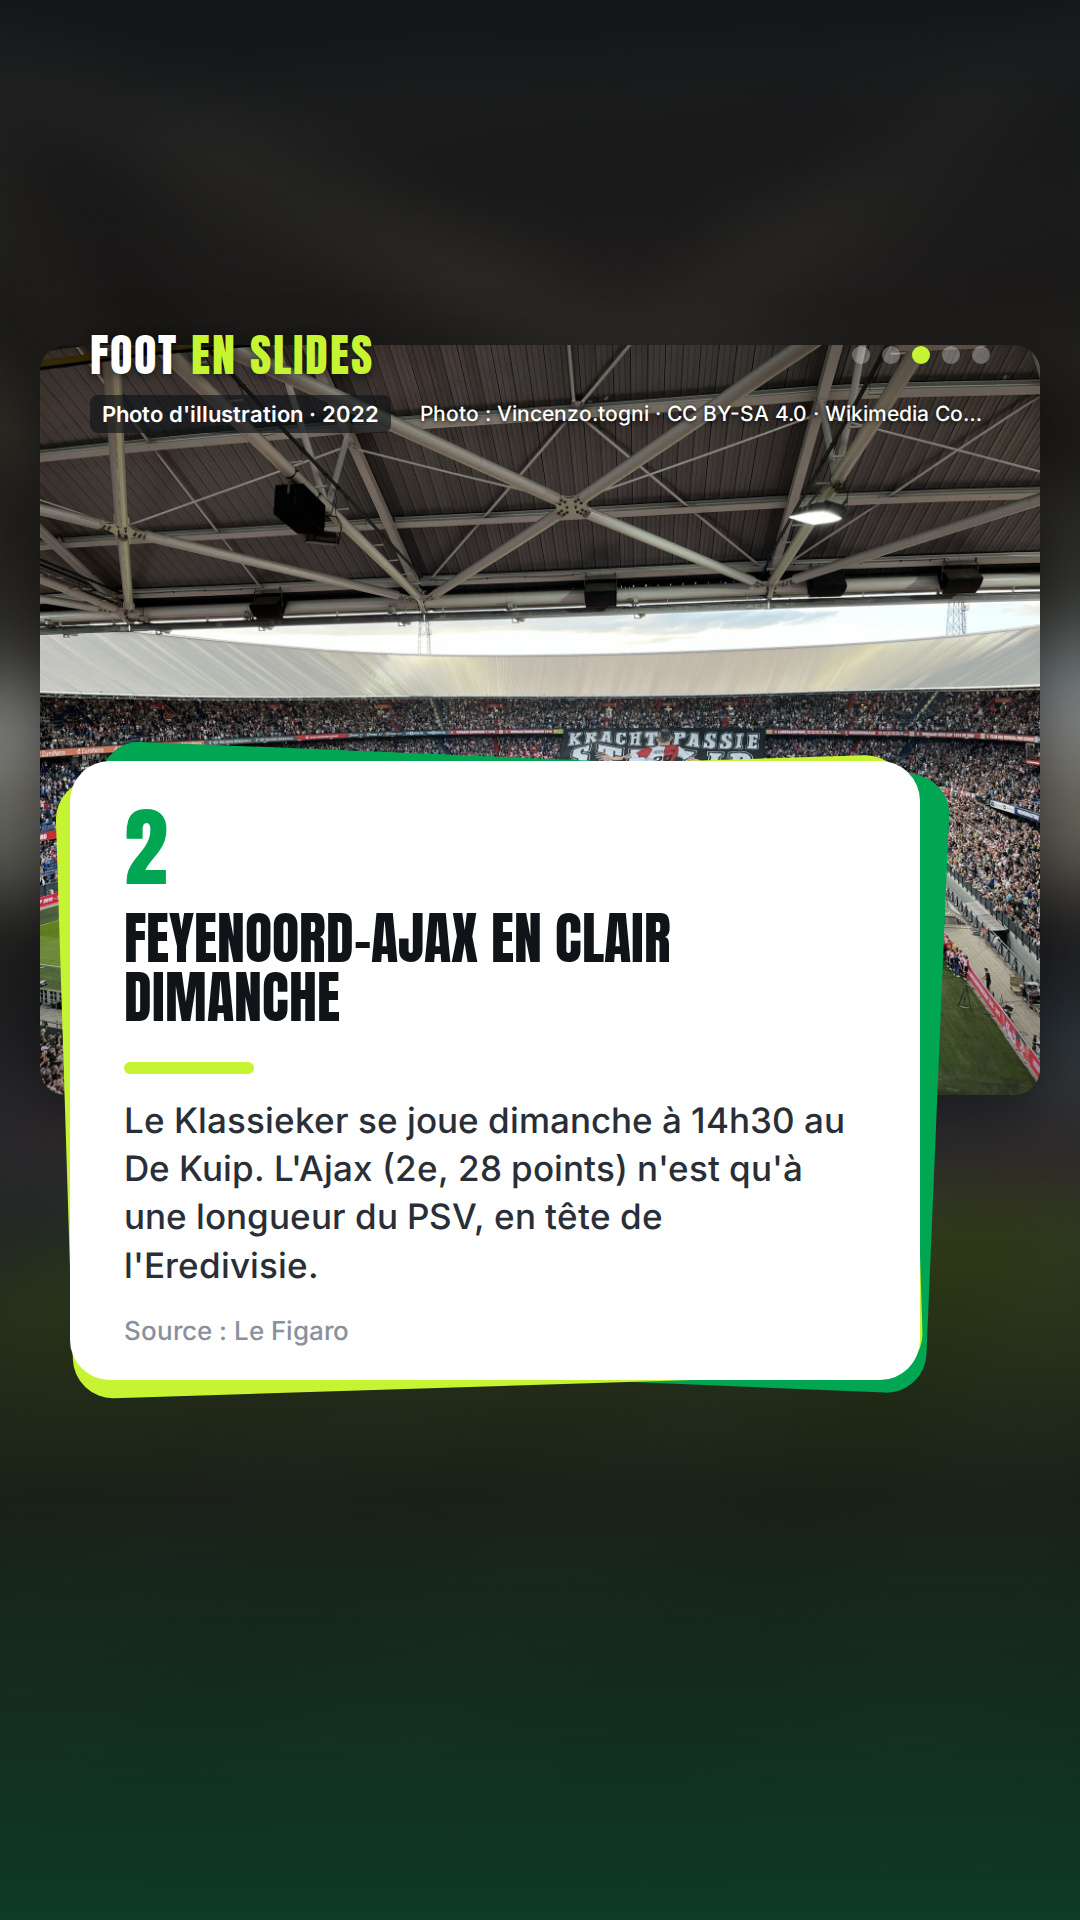 FOOT EN SLIDES
Photo d'illustration · 2022
Photo : Vincenzo.togni · CC BY-SA 4.0 · Wikimedia Co...
KRACHT PASSIE
2
FEYENOORD-AJAX EN CLAIR
DIMANCHE
Le Klassieker se joue dimanche à 14h30 au
De Kuip. L'Ajax (2e, 28 points) n'est qu'à
une longueur du PSV, en tête de
l'Eredivisie.
Source : Le Figaro